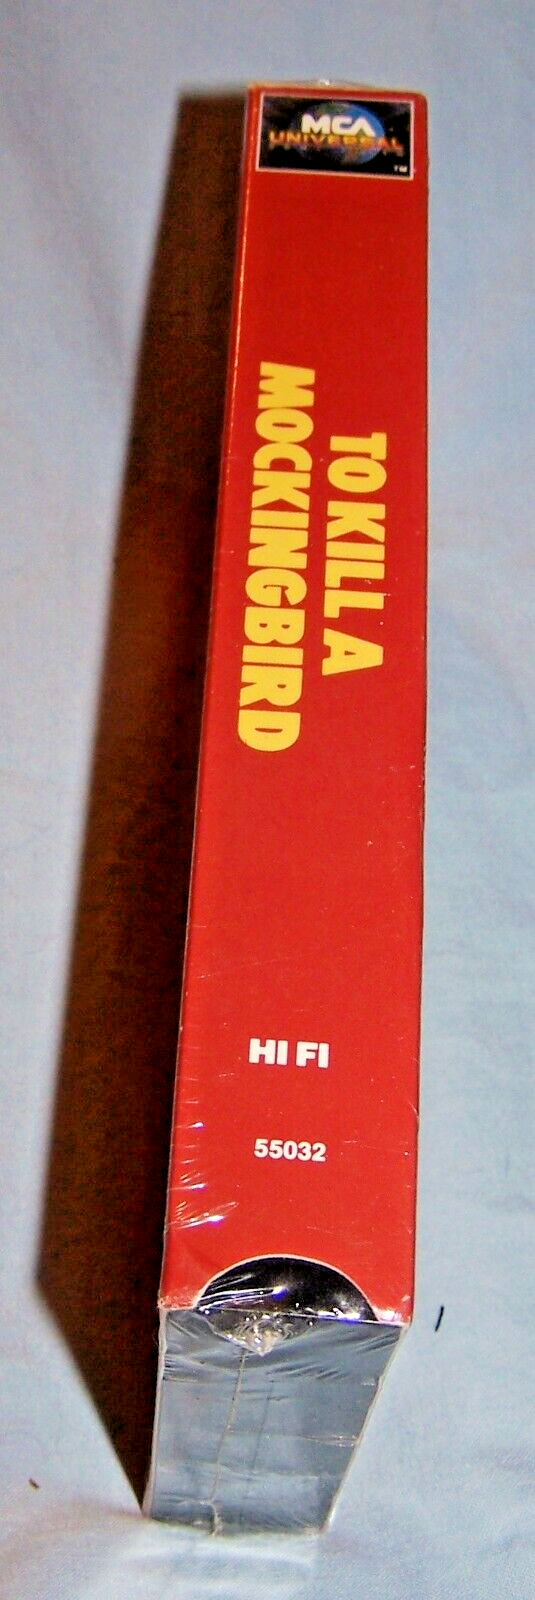 MCA
UNIVERSAL
TM
TO KILL A
MOCKINGBIRD
HI FI
55032